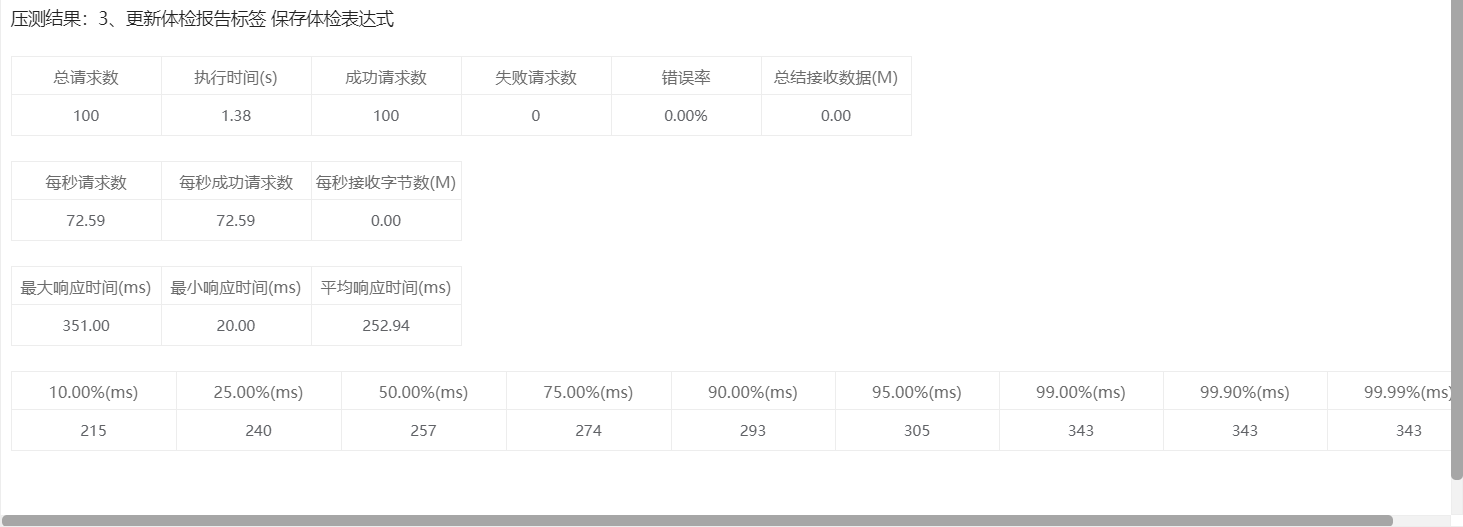 压测结果：3、更新体检报告标签 保存体检表达式
总请求数 执行时间(s) 成功请求数 失败请求数 错误率 总结接收数据(M)
100 1.38 100 0 0.00% 0.00
每秒请求数 每秒成功请求数 每秒接收字节数(M)
72.59 72.59 0.00
最大响应时间(ms) 最小响应时间(ms) 平均响应时间(ms)
351.00 20.00 252.94
10.00%(ms) 25.00%(ms) 50.00%(ms) 75.00%(ms) 90.00%(ms) 95.00%(ms) 99.00%(ms) 99.90%(ms) 99.99%(ms)
215 240 257 274 293 305 343 343 343